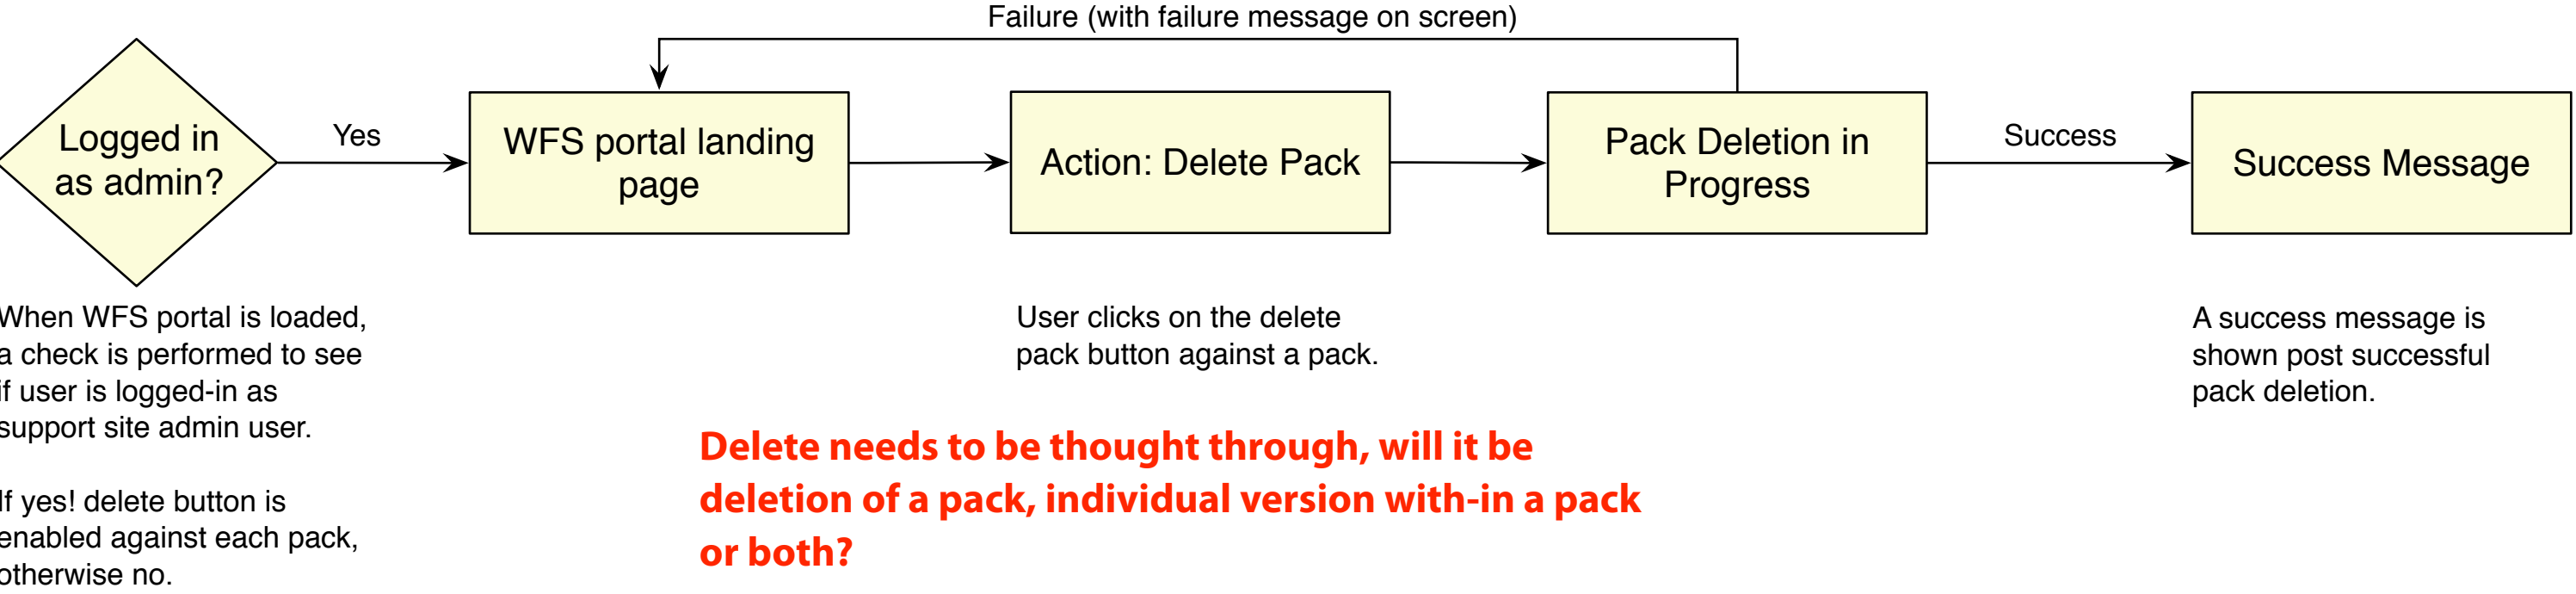 Failure (with failure message on screen)
Logged in
as admin?
Yes
WFS portal landing
page
Action: Delete Pack
Pack Deletion in
Progress
Success
Success Message
When WFS portal is loaded,
a check is performed to see
if user is logged-in as
support site admin user.
If yes! delete button is
enabled against each pack,
otherwise no.
User clicks on the delete
pack button against a pack.
A success message is
shown post successful
pack deletion.
Delete needs to be thought through, will it be
deletion of a pack, individual version with-in a pack
or both?